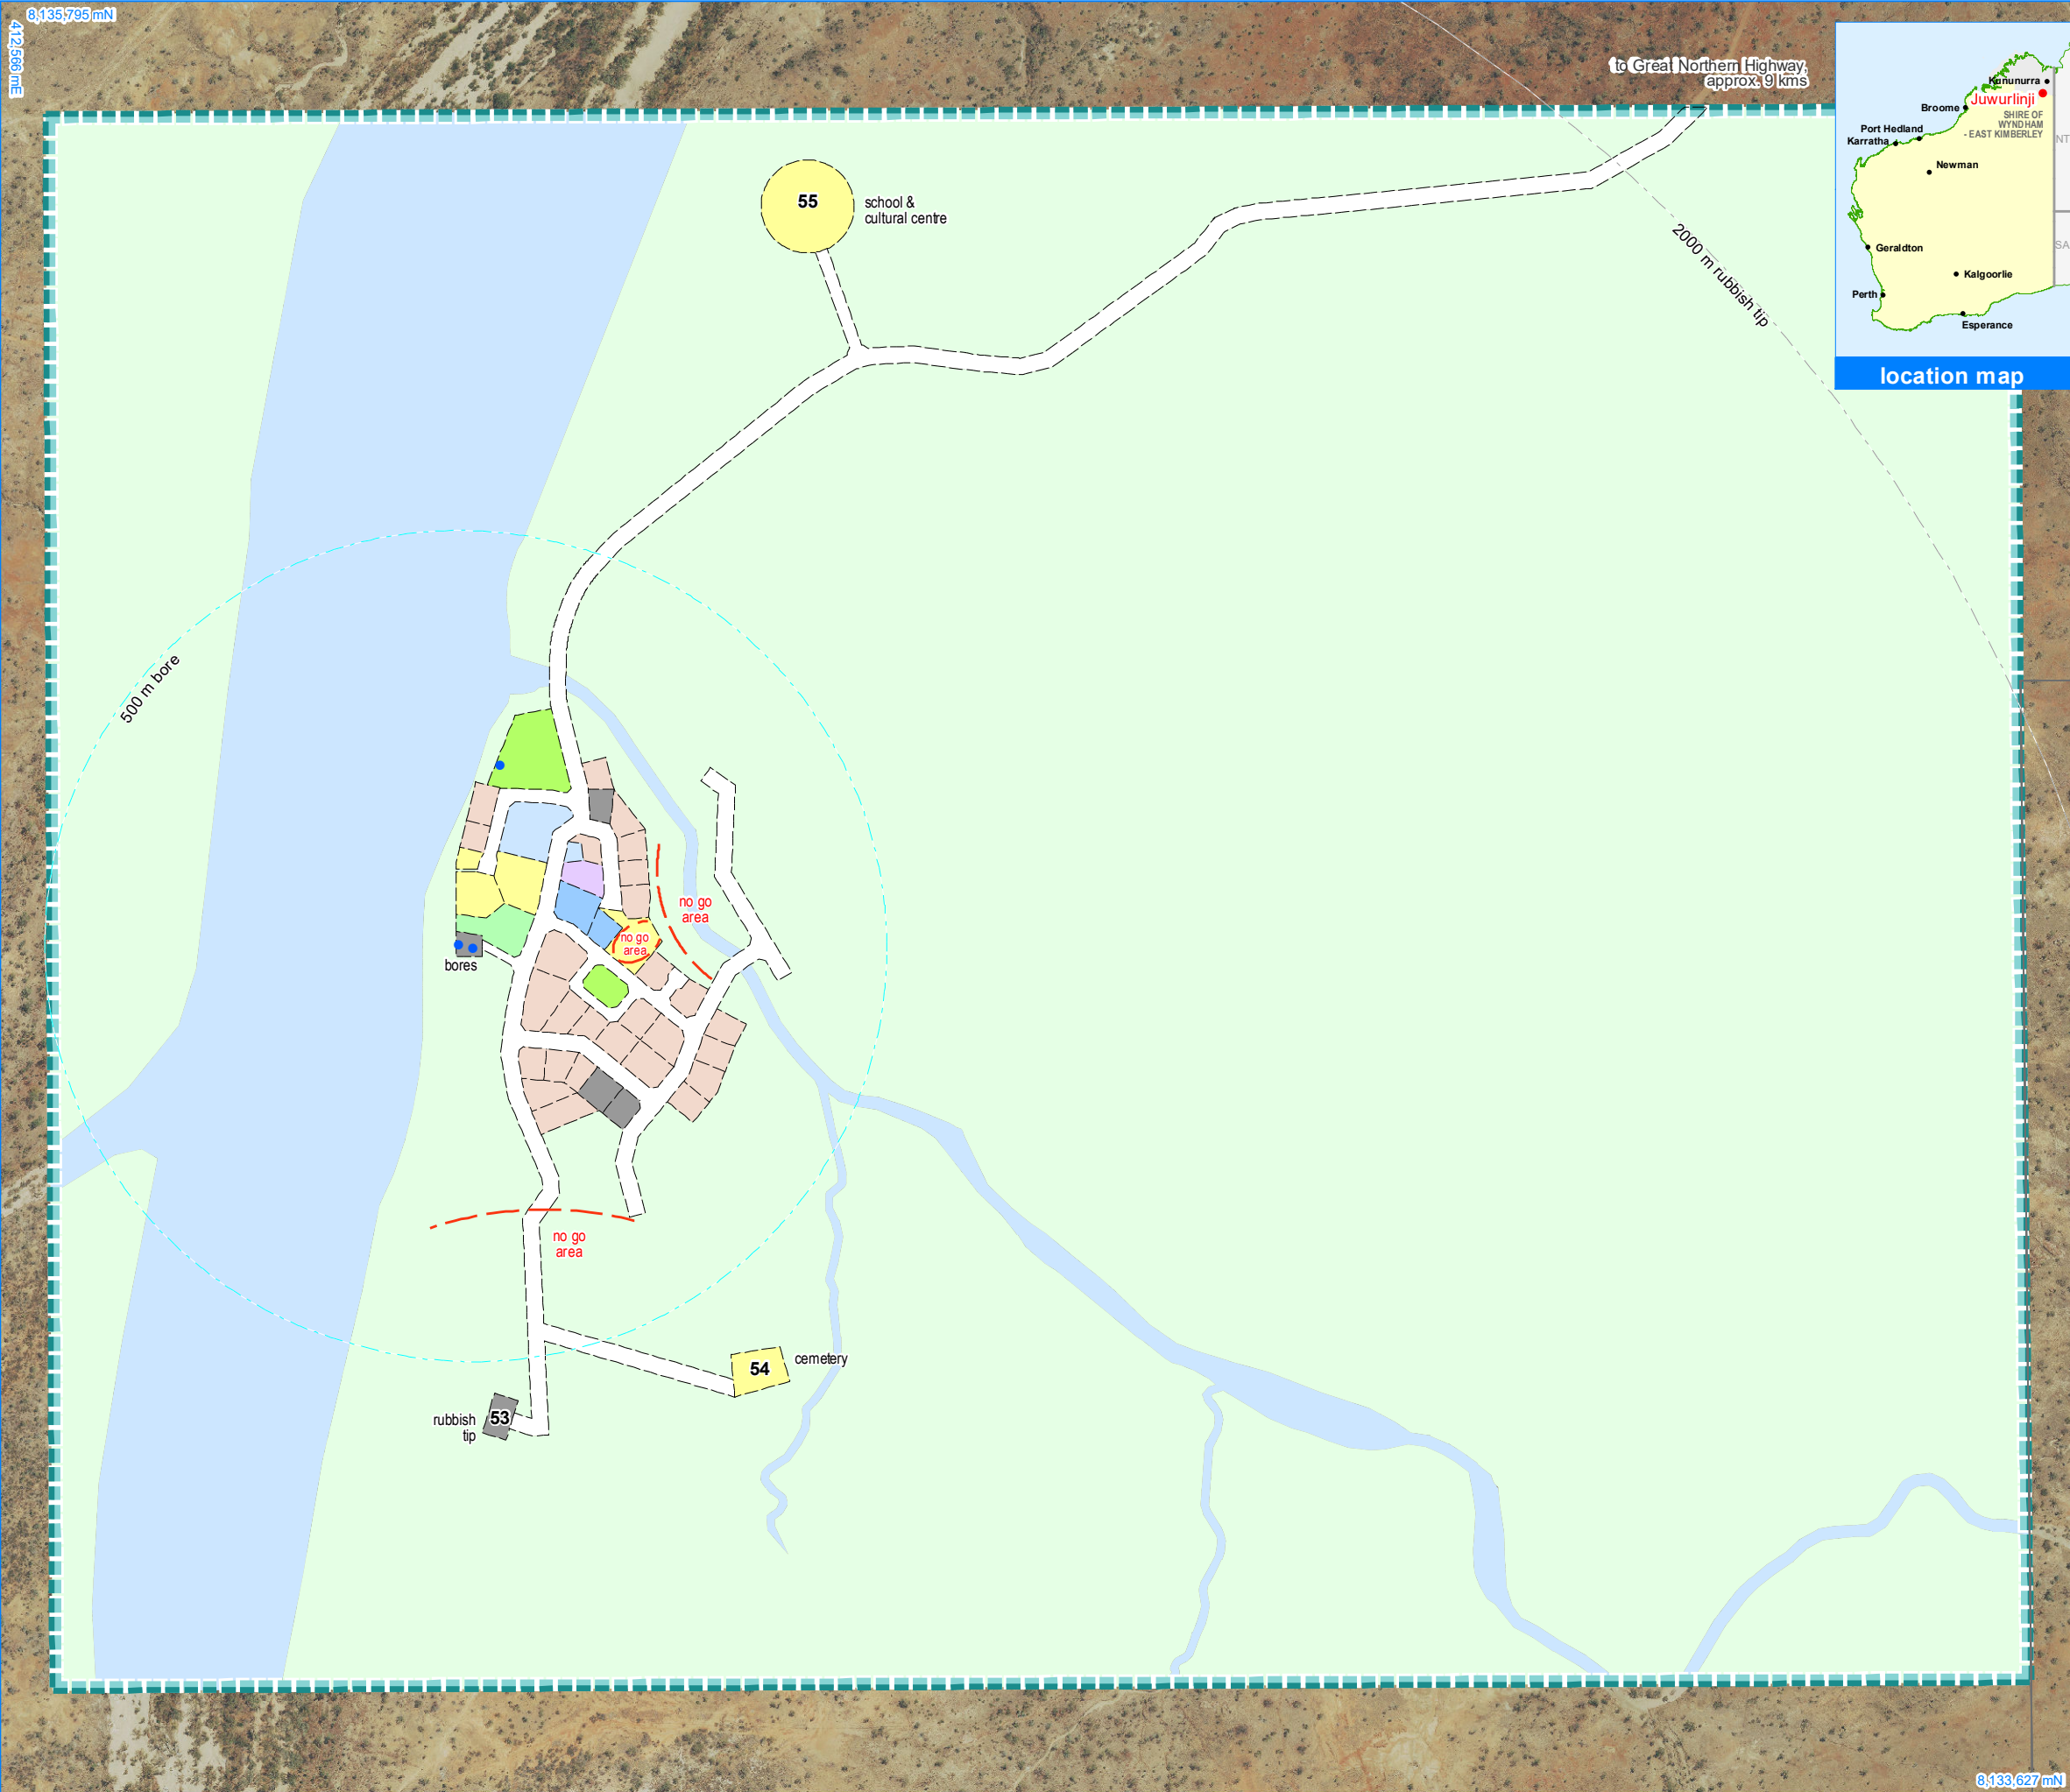 8,135,795 mN
412,566 mE
to Great Northern Highway,
approx. 9 kms
Kununurra
Juwurlinji
Broome
SHIRE OF
WYNDHAM
- EAST KIMBERLEY
Port Hedland
Karratha
NT
Newman
Geraldton
SA
Kalgoorlie
Perth
Esperance
location map
55
school &
cultural centre
2000 m rubbish tip
500 m bore
no go
area
no go
area
bores
no go
area
54
cemetery
53
rubbish
tip
8,133,627 mN